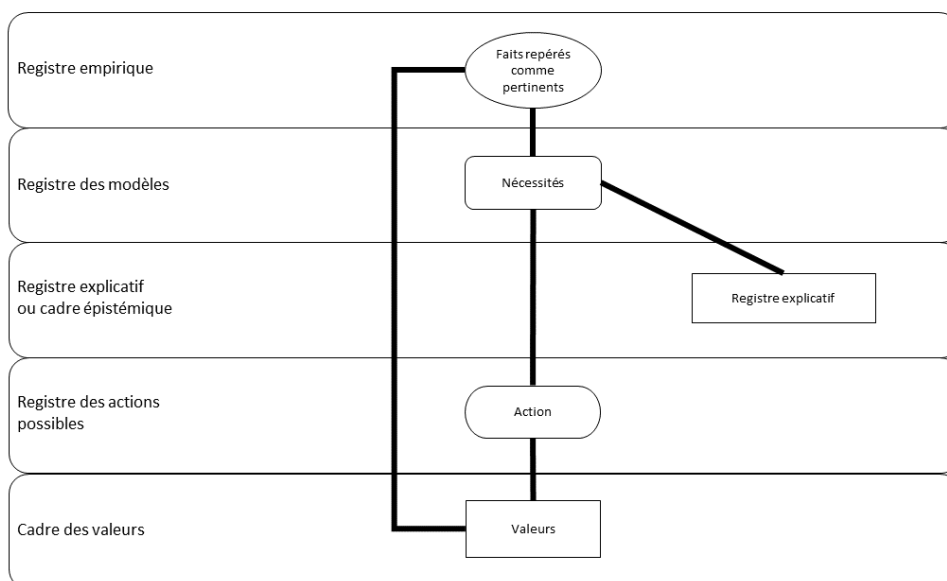 Registre empirique
Faits repérés
comme
pertinents
Registre des modèles
Nécessités
Registre explicatif
ou cadre épistémique
Registre explicatif
Registre des actions
possibles
Action
Cadre des valeurs
Valeurs